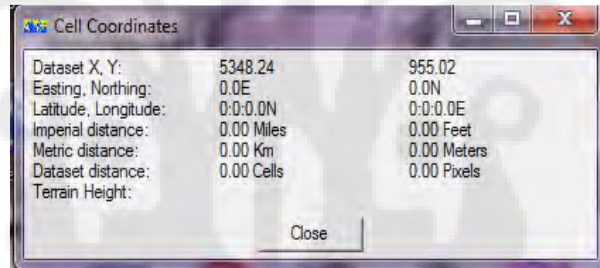 Cell Coordinates
Dataset X, Y: 5348.24 955.02
Easting, Northing: 0.0E 0.0N
Latitude, Longitude: 0:0:0.0N 0:0:0.0E
Imperial distance: 0.00 Miles 0.00 Feet
Metric distance: 0.00 Km 0.00 Meters
Dataset distance: 0.00 Cells 0.00 Pixels
Terrain Height:
Close